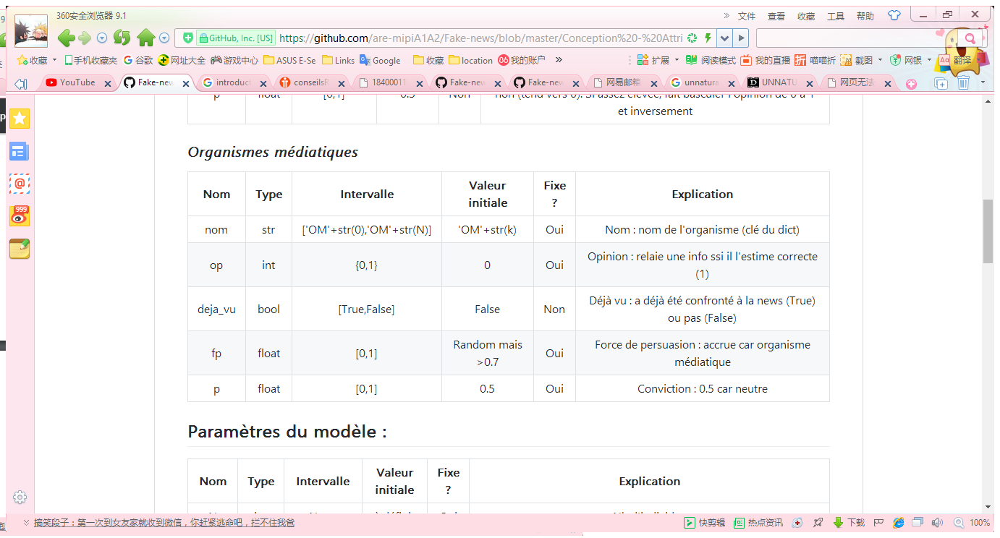 360安全浏览器 9.1
» 文件 查看 收藏 工具 帮助
GitHub, Inc. [US] https://github.com/are-mipiA1A2/Fake-news/blob/master/Conception%20-%20Attri
收藏 手机收藏夹 谷歌 网址大全 游戏中心 ASUS E-Se Links Google 收藏 location 我的账户 » 扩展 阅读模式 我的直播 喵喵折 截图 网银 翻译
YouTube Fake-new introduct conseilsR 18400011 Fake-new Fake-new 网易邮箱 unnatura UNNATU 网页无法
p float [0,1] 0.5 Non non (tend vers 0). Si assez élevée, fait basculer l'opinion de 0 à 1
et inversement
999
Organismes médiatiques
Nom Type Intervalle Valeur initiale Fixe ? Explication
nom str ['OM'+str(0),'OM'+str(N)] 'OM'+str(k) Oui Nom : nom de l'organisme (clé du dict)
op int {0,1} 0 Oui Opinion : relaie une info ssi il l'estime correcte
(1)
deja_vu bool [True,False] False Non Déjà vu : a déjà été confronté à la news (True)
ou pas (False)
fp float [0,1] Random mais >0.7 Oui Force de persuasion : accrue car organisme
médiatique
p float [0,1] 0.5 Oui Conviction : 0.5 car neutre
Paramètres du modèle :
Nom Type Intervalle Valeur initiale Fixe ? Explication
搞笑段子：第一次到女友家就收到微信，你赶紧逃命吧，拦不住我爸
快剪辑 热点资讯 下载 100%